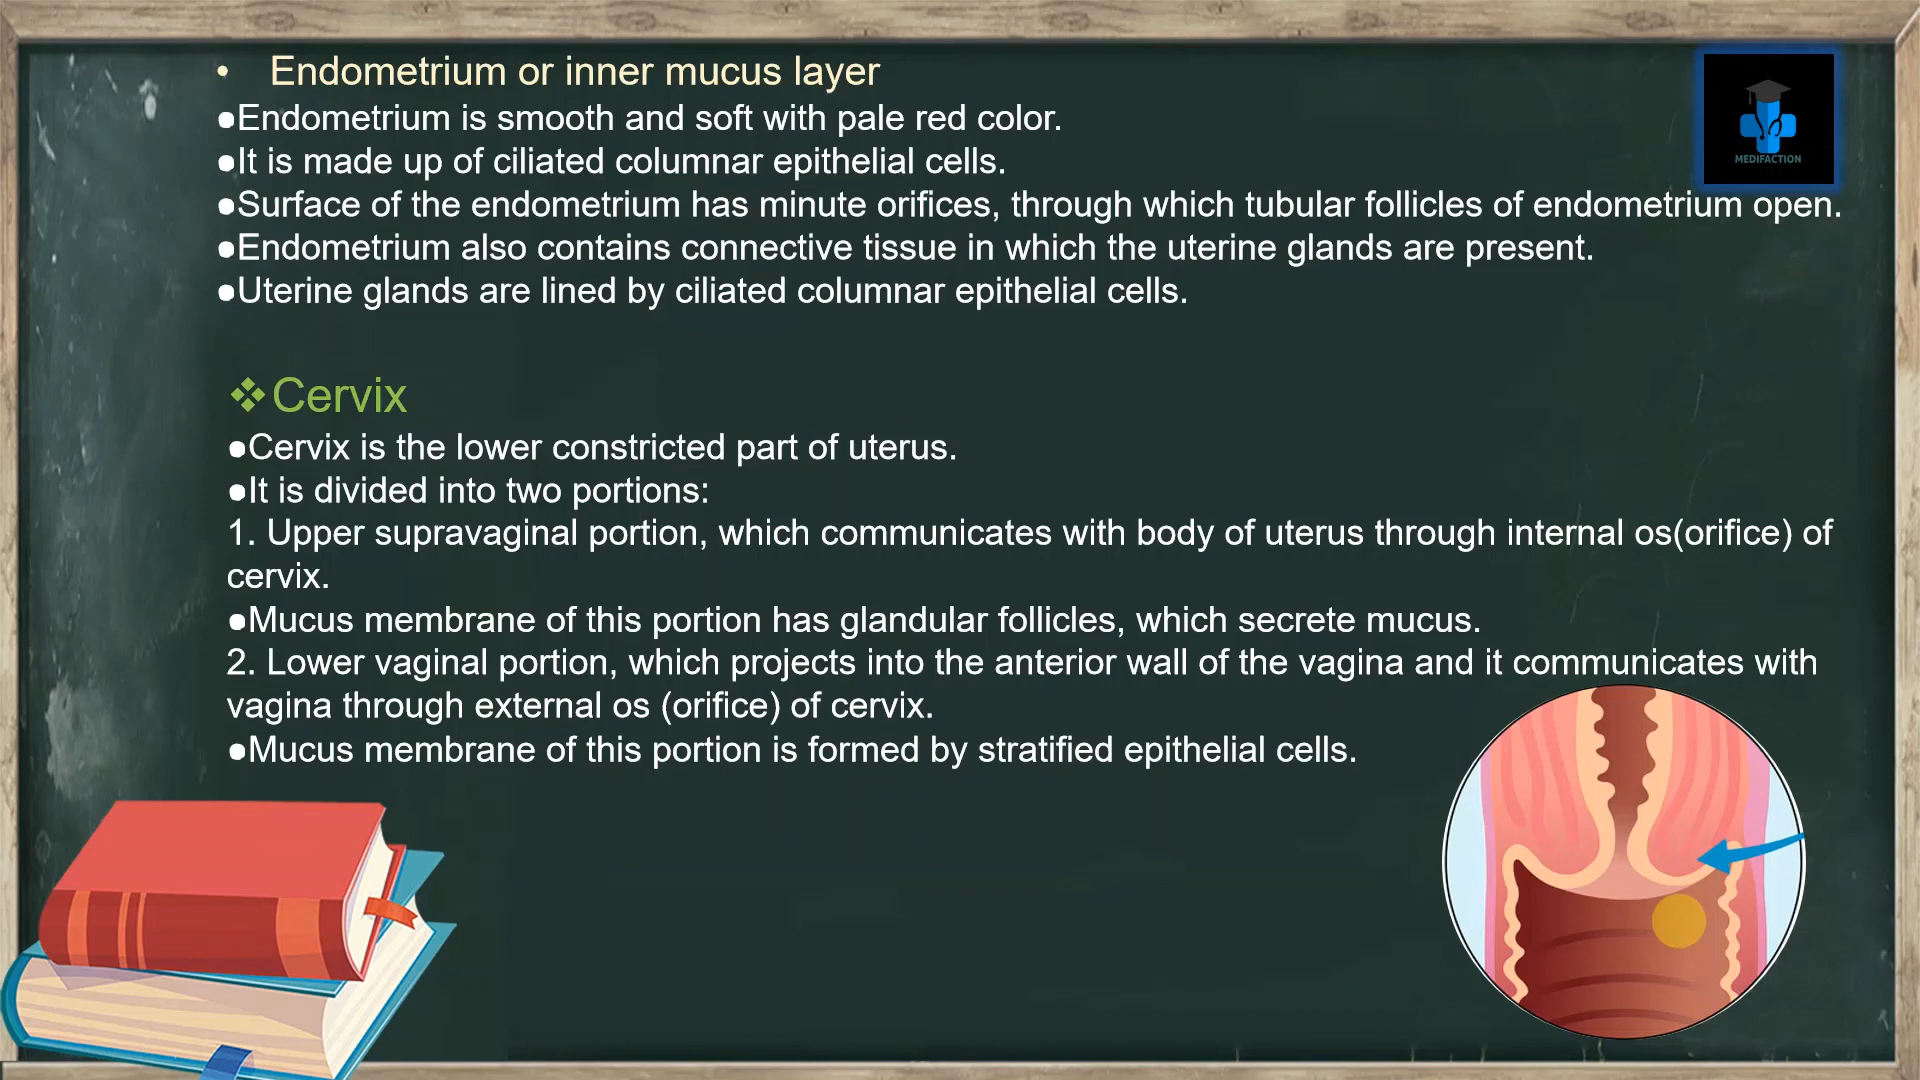 • Endometrium or inner mucus layer
MEDIFACTION
●Endometrium is smooth and soft with pale red color.
●It is made up of ciliated columnar epithelial cells.
●Surface of the endometrium has minute orifices, through which tubular follicles of endometrium open.
●Endometrium also contains connective tissue in which the uterine glands are present.
●Uterine glands are lined by ciliated columnar epithelial cells.
❖Cervix
●Cervix is the lower constricted part of uterus.
●It is divided into two portions:
1. Upper supravaginal portion, which communicates with body of uterus through internal os(orifice) of
cervix.
●Mucus membrane of this portion has glandular follicles, which secrete mucus.
2. Lower vaginal portion, which projects into the anterior wall of the vagina and it communicates with
vagina through external os (orifice) of cervix.
●Mucus membrane of this portion is formed by stratified epithelial cells.